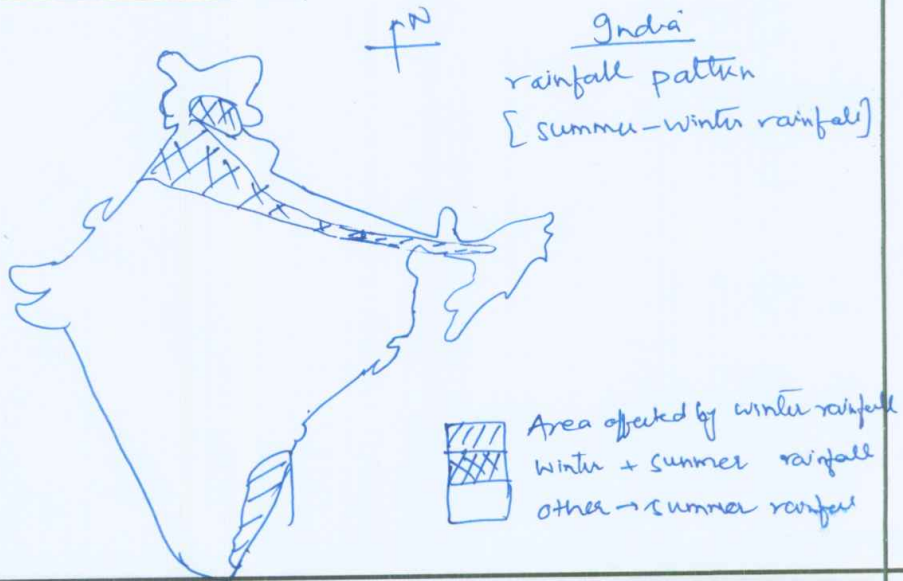 N
India
rainfall pattern
[summer-winter rainfall]
Area affected by winter rainfall
winter + summer rainfall
other → summer rainfall